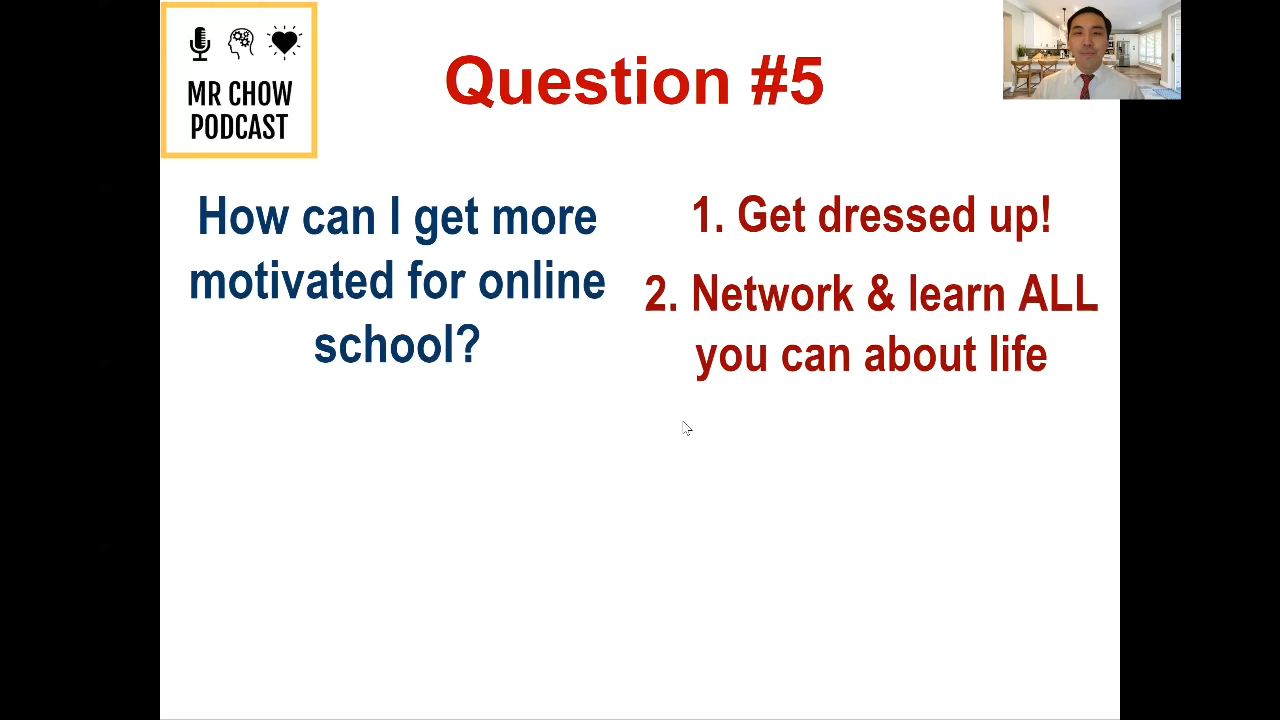 MR CHOW
PODCAST
Question #5
How can I get more
motivated for online
school?
1. Get dressed up!
2. Network & learn ALL
you can about life